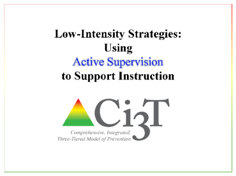 Low-Intensity Strategies:
Using
Active Supervision
to Support Instruction
Ci3T
Comprehensive, Integrated,
Three-Tiered Model of Prevention